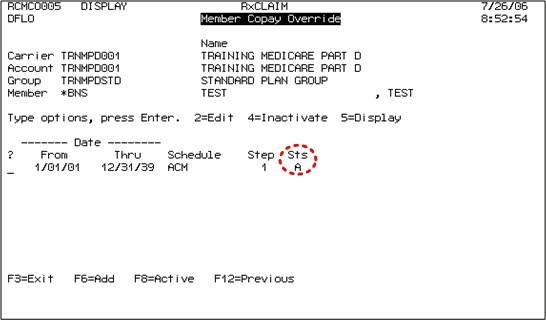 RCMCO005 DISPLAY RxCLAIM 7/26/06
DFLO Member Copay Override 8:52:54
Name
Carrier TRNMPD001 TRAINING MEDICARE PART D
Account TRNMPD001 TRAINING MEDICARE PART D
Group TRNMPDSTD STANDARD PLAN GROUP
Member *BNS TEST , TEST
Type options, press Enter. 2=Edit 4=Inactivate 5=Display
------- Date --------
? From Thru Schedule Step Sts
_ 1/01/01 12/31/39 ACM 1 A
F3=Exit F6=Add F8=Active F12=Previous